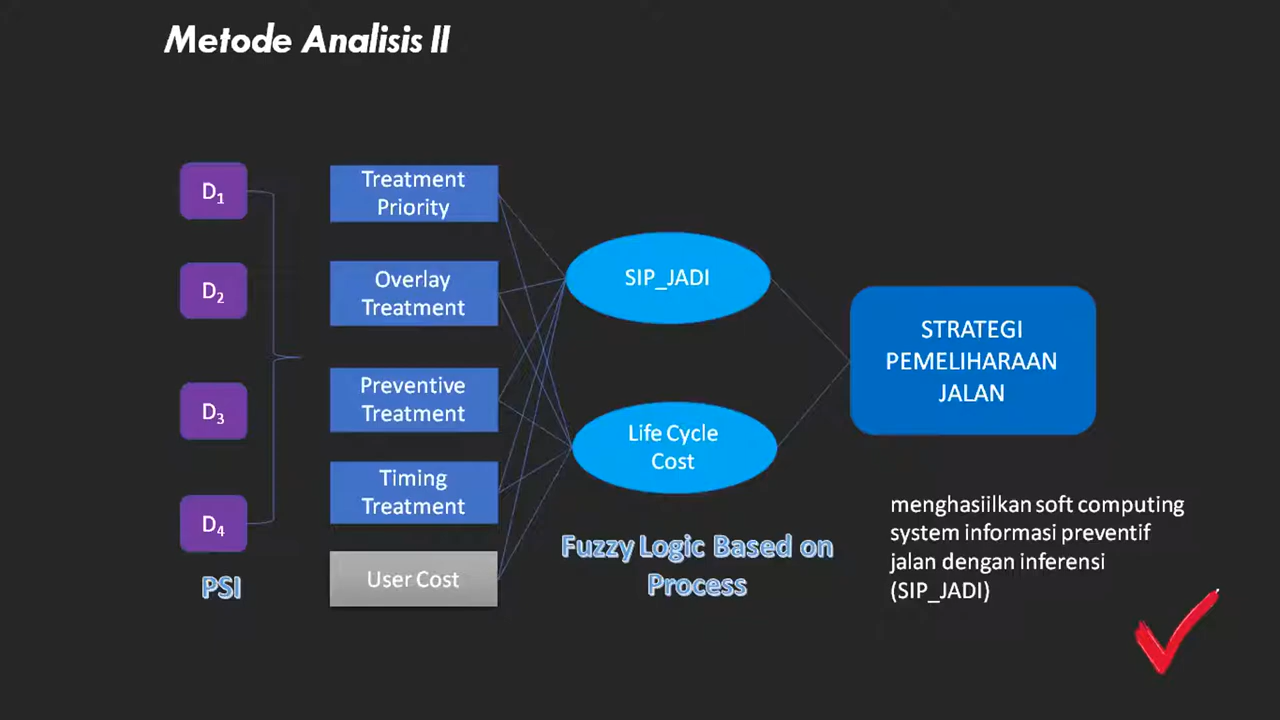 Metode Analisis II
D1
D2
D3
D4
PSI
Treatment
Priority
Overlay
Treatment
Preventive
Treatment
Timing
Treatment
User Cost
SIP_JADI
Life Cycle
Cost
Fuzzy Logic Based on
Process
STRATEGI
PEMELIHARAAN
JALAN
menghasiilkan soft computing
system informasi preventif
jalan dengan inferensi
(SIP_JADI)